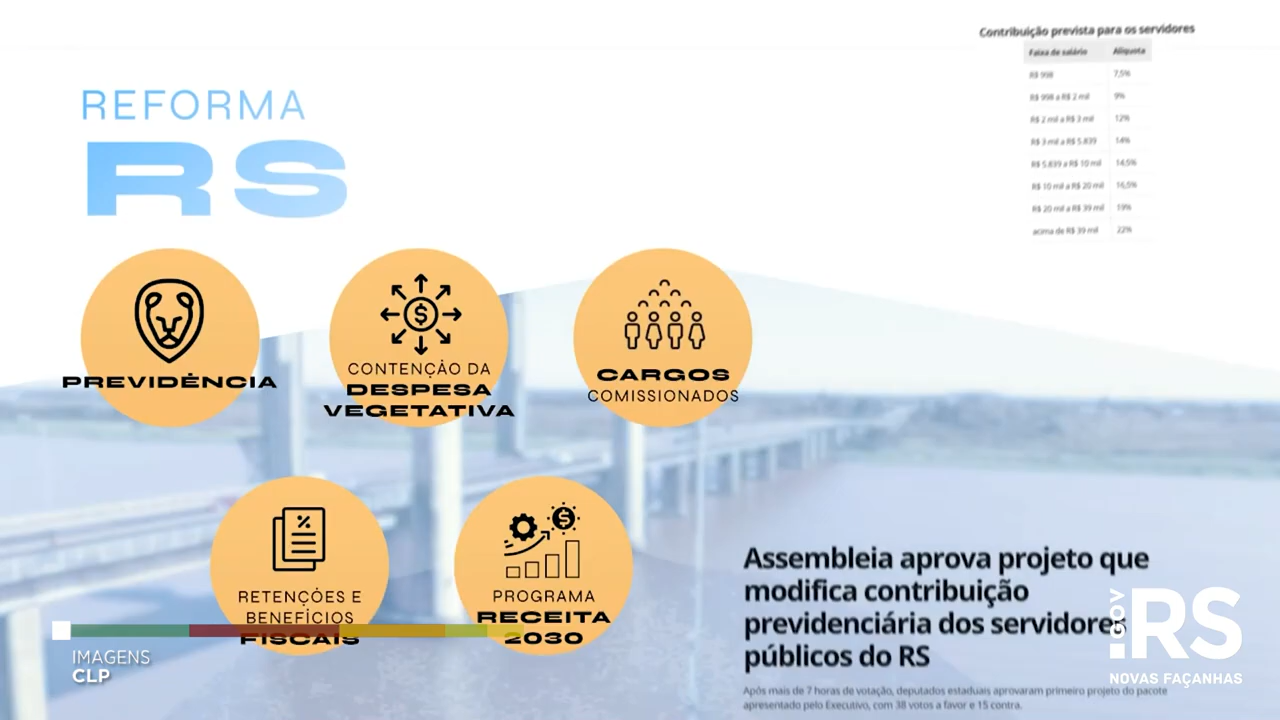 Contribuição prevista para os servidores
Faixa de salário Alíquota
R$ 998 7,5%
R$ 998 a R$ 2 mil 9%
R$ 2 mil a R$ 3 mil 12%
R$ 3 mil a R$ 5.839 14%
R$ 5.839 a R$ 10 mil 14,5%
R$ 10 mil a R$ 20 mil 16,5%
R$ 20 mil a R$ 39 mil 19%
acima de R$ 39 mil 22%
REFORMA
RS
PREVIDÊNCIA
CONTENÇÃO DA
DESPESA
VEGETATIVA
CARGOS
COMISSIONADOS
RETENÇÕES E
BENEFÍCIOS
FISCAIS
PROGRAMA
RECEITA
2030
Assembleia aprova projeto que
modifica contribuição
previdenciária dos servidores
públicos do RS
Após mais de 7 horas de votação, deputados estaduais aprovaram primeiro projeto do pacote
apresentado pelo Executivo, com 38 votos a favor e 15 contra.
IMAGENS
CLP
GOV
RS
NOVAS FAÇANHAS